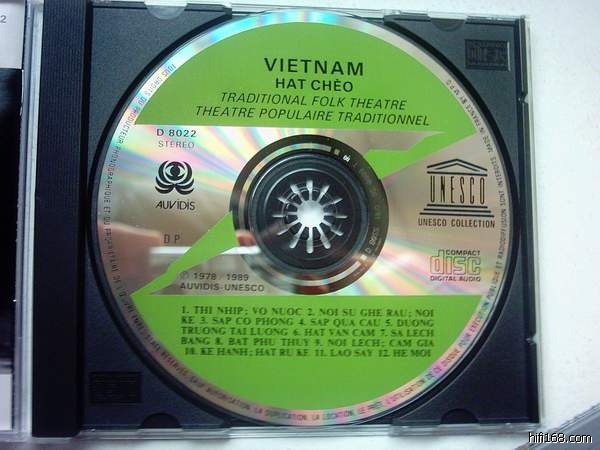 VIETNAM
HAT CHÈO
TRADITIONAL FOLK THEATRE
THEATRE POPULAIRE TRADITIONNEL
D 8022
STEREO
AUVIDIS
D P
UNESCO
UNESCO COLLECTION
COMPACT
disc
DIGITAL AUDIO
℗ 1978 / 1989
AUVIDIS-UNESCO
1. THI NHIP; VO NUOC 2. NOI SU GHE RAU; NOI
KE 3. SAP CO PHONG 4. SAP QUA CAU 5. DUONG
TRUONG TAI LUONG 6. HAT VAN CAM 7. SA LECH
BANG 8. BAT PHU THUY 9. NOI LECH; CAM GIA
10. KE HANH; HAT RU KE 11. LAO SAY 12. HE MOI
hifi168.com